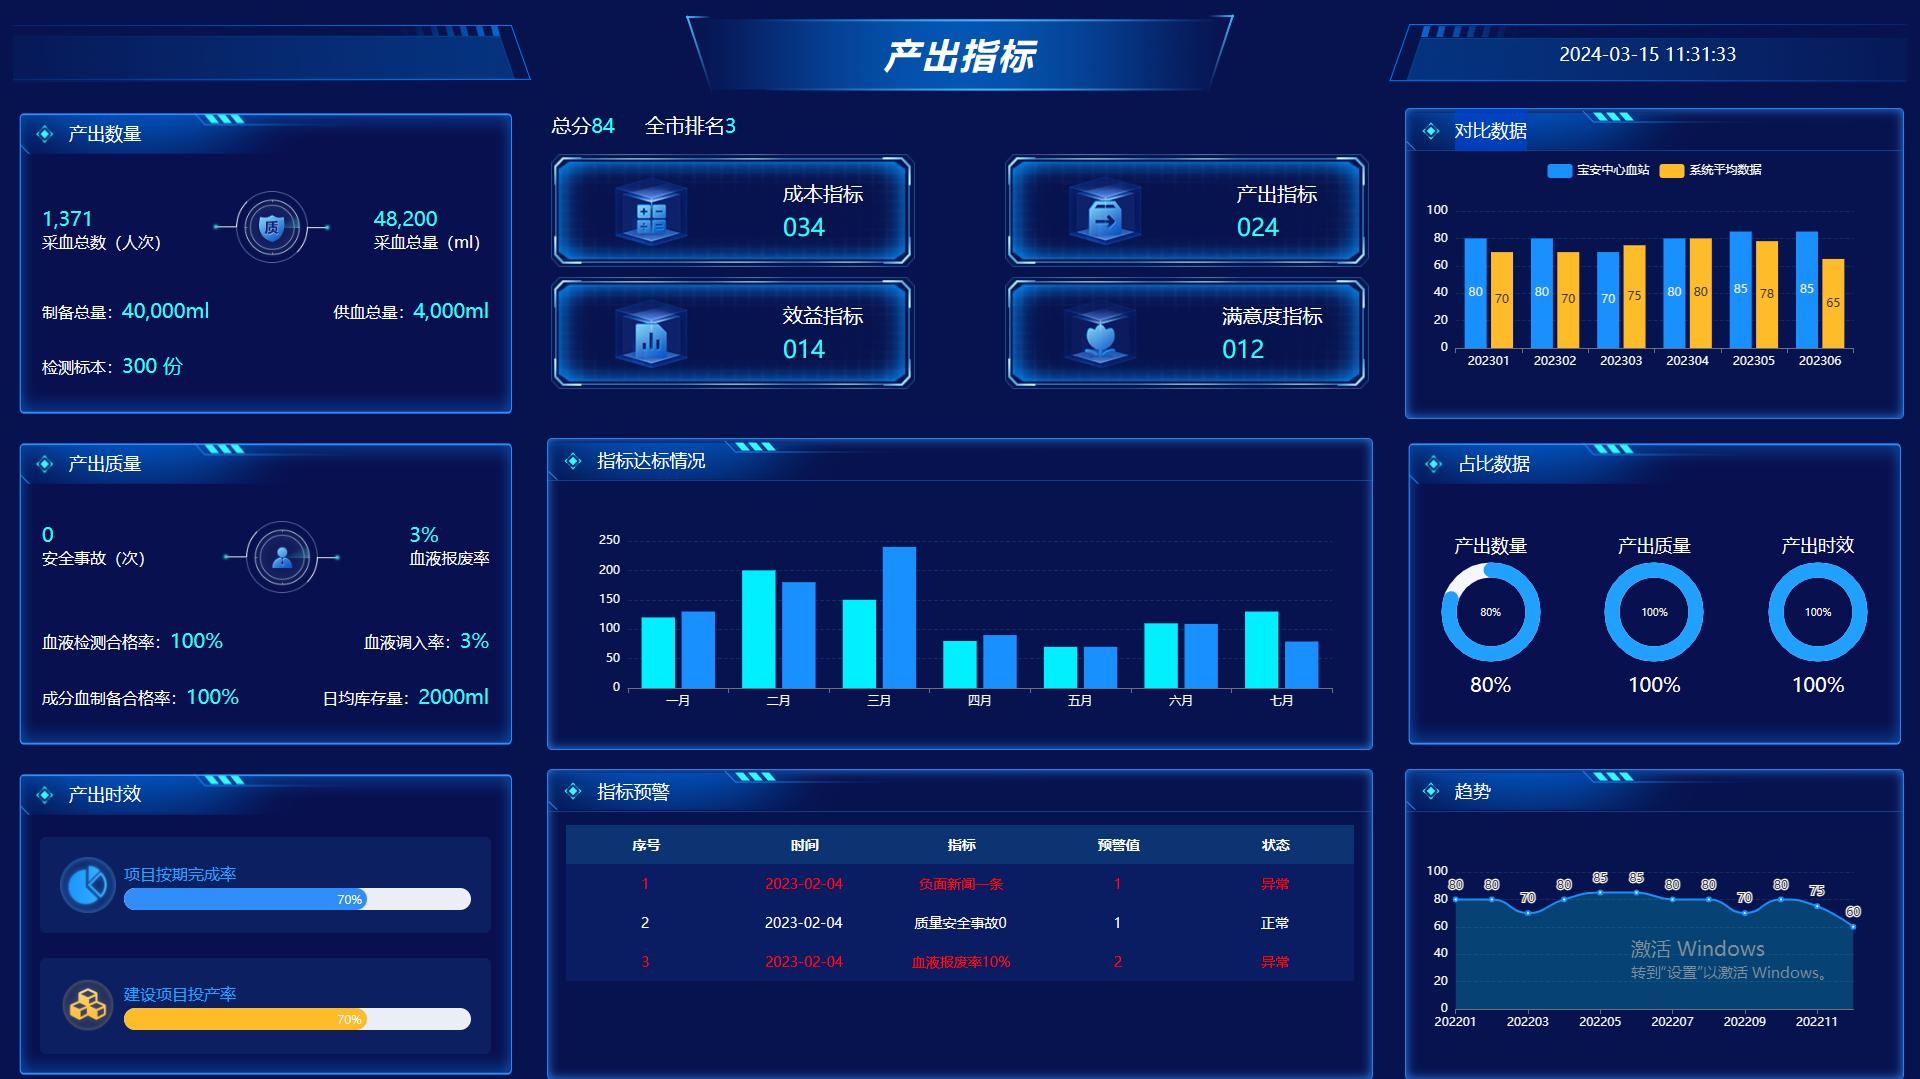 产出指标
2024-03-15 11:31:33
产出数量
质
1,371
采血总数（人次）
48,200
采血总量（ml）
制备总量：40,000ml
供血总量：4,000ml
检测标本：300 份
产出质量
0
安全事故（次）
3%
血液报废率
血液检测合格率：100%
血液调入率：3%
成分血制备合格率：100%
日均库存量：2000ml
产出时效
项目按期完成率
70%
建设项目投产率
70%
总分84 全市排名3
成本指标
034
产出指标
024
效益指标
014
满意度指标
012
指标达标情况
250
200
150
100
50
0
一月 二月 三月 四月 五月 六月 七月
指标预警
序号 时间 指标 预警值 状态
1 2023-02-04 负面新闻一条 1 异常
2 2023-02-04 质量安全事故0 1 正常
3 2023-02-04 血液报废率10% 2 异常
对比数据
宝安中心血站 系统平均数据
100
80
60
40
20
0
80 70 80 70 70 75 80 80 85 78 85 65
202301 202302 202303 202304 202305 202306
占比数据
产出数量 产出质量 产出时效
80% 100% 100%
80% 100% 100%
趋势
100
80
60
40
20
0
80 80 70 80 85 85 80 80 70 80 75 60
202201 202203 202205 202207 202209 202211
激活 Windows
转到"设置"以激活 Windows。